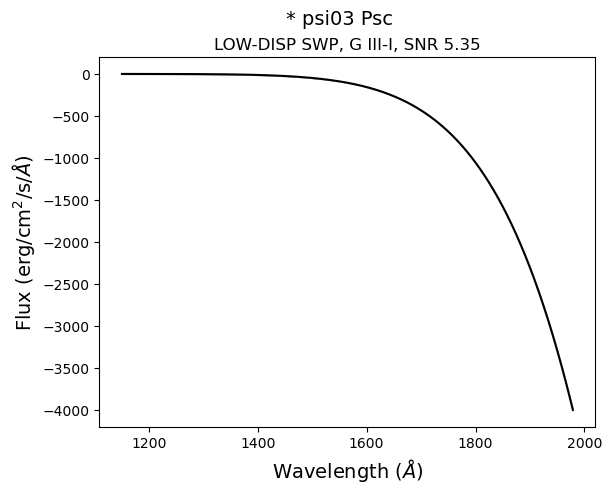 * psi03 Psc
LOW-DISP SWP, G III-I, SNR 5.35
0
−500
−1000
−1500
−2000
−2500
−3000
−3500
−4000
Flux (erg/cm²/s/Å)
1200 1400 1600 1800 2000
Wavelength (Å)